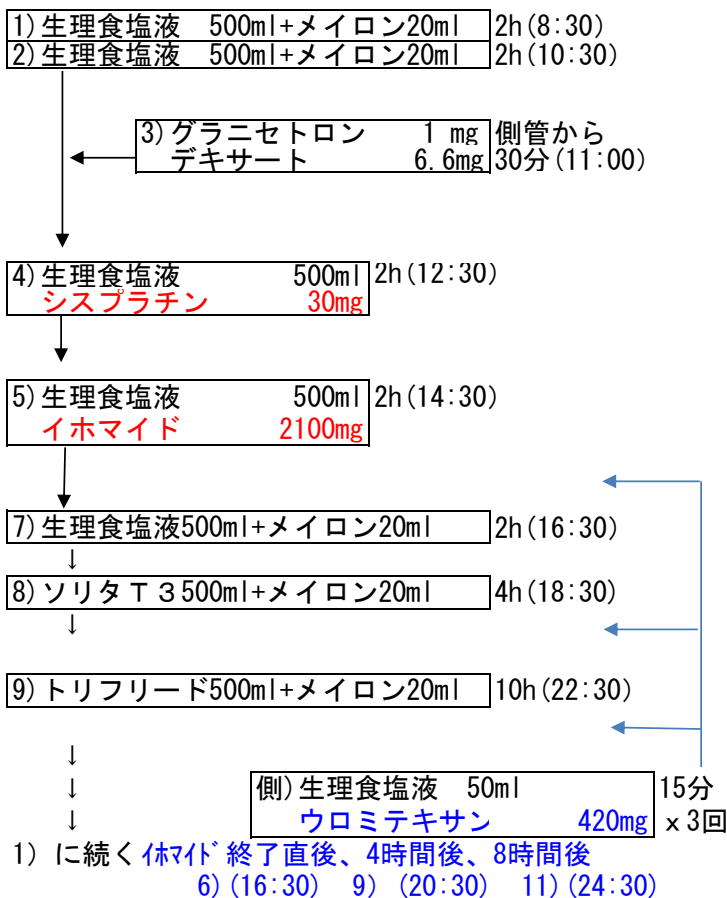 1)生理食塩液 500ml+メイロン20ml 2h(8:30)
2)生理食塩液 500ml+メイロン20ml 2h(10:30)
3)グラニセトロン 1 mg 側管から
デキサート 6.6mg 30分(11:00)
4)生理食塩液 500ml 2h(12:30)
シスプラチン 30mg
5)生理食塩液 500ml 2h(14:30)
イホマイド 2100mg
7)生理食塩液500ml+メイロン20ml 2h(16:30)
↓
8)ソリタT3500ml+メイロン20ml 4h(18:30)
↓
9)トリフリード500ml+メイロン20ml 10h(22:30)
↓
↓ 側)生理食塩液 50ml 15分
↓ ウロミテキサン 420mg x3回
1) に続くイホマイド終了直後、4時間後、8時間後
6)(16:30) 9) (20:30) 11)(24:30)